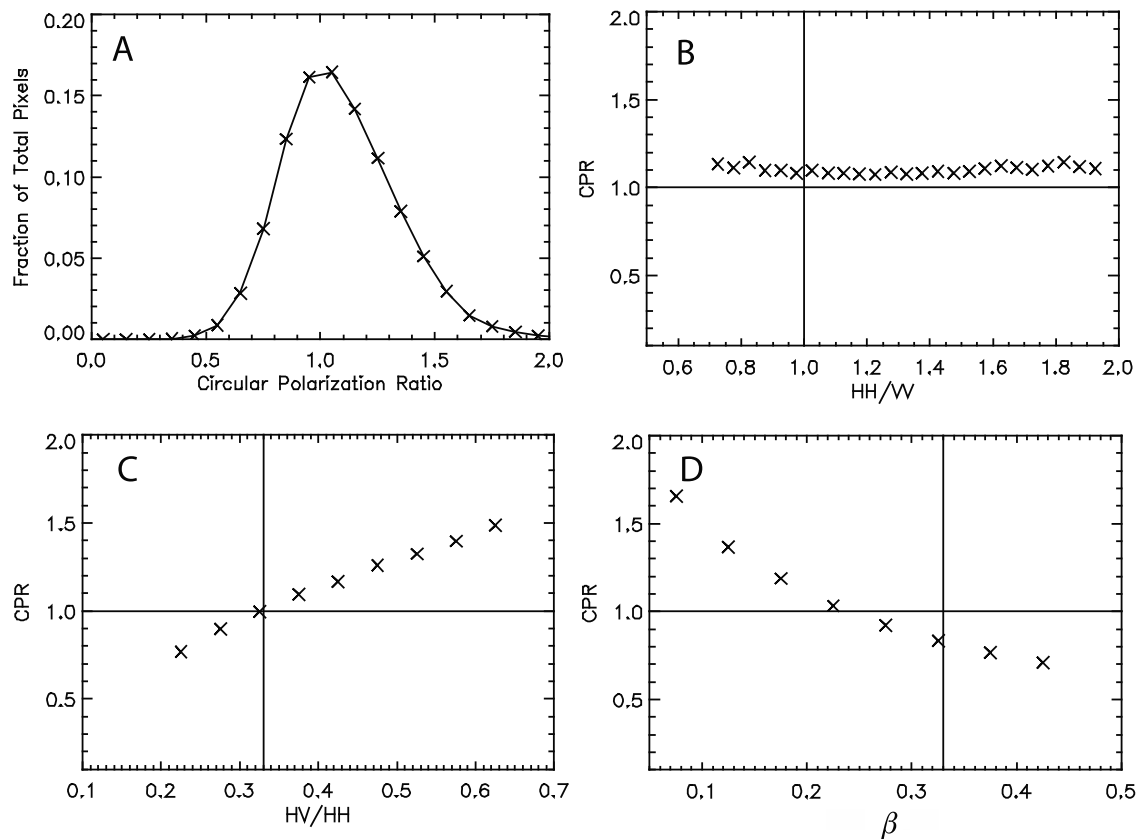 A
0.20
0.15
0.10
0.05
0.00
Fraction of Total Pixels
0.0 0.5 1.0 1.5 2.0
Circular Polarization Ratio
B
2.0
1.5
1.0
0.5
CPR
0.6 0.8 1.0 1.2 1.4 1.6 1.8 2.0
HH/VV
C
2.0
1.5
1.0
0.5
CPR
0.1 0.2 0.3 0.4 0.5 0.6 0.7
HV/HH
D
2.0
1.5
1.0
0.5
CPR
0.1 0.2 0.3 0.4 0.5
β